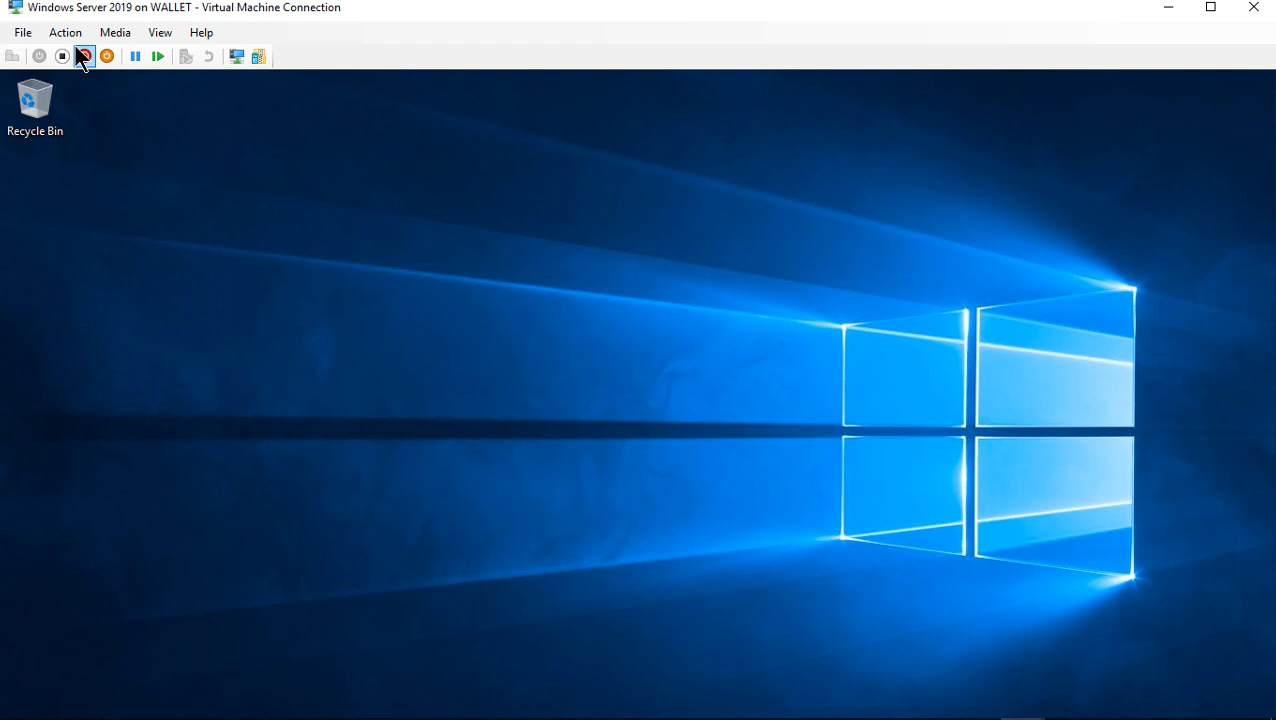 Windows Server 2019 on WALLET - Virtual Machine Connection
File Action Media View Help
Recycle Bin